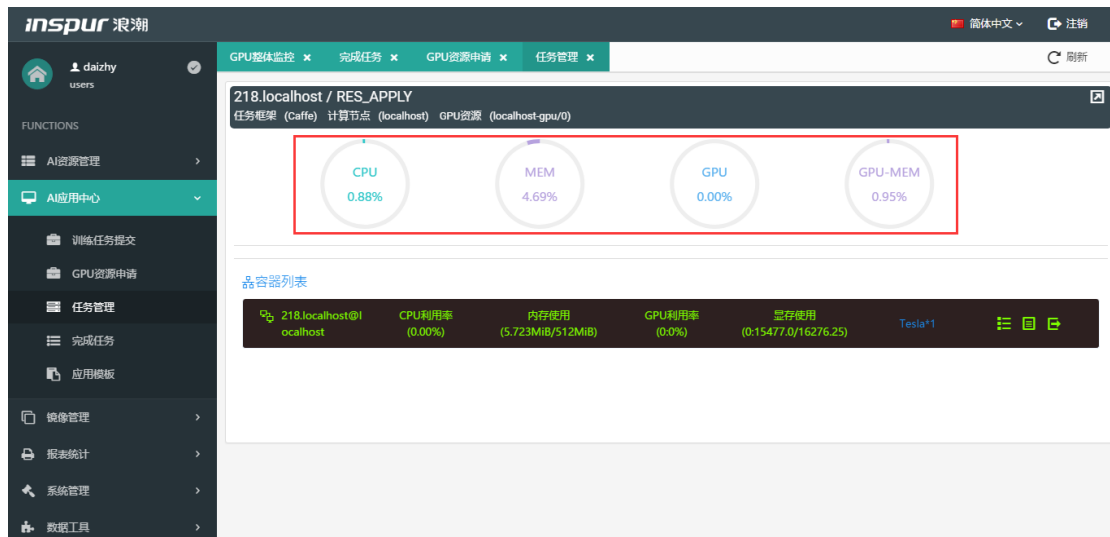 inspur 浪潮
简体中文
注销
daizhy
users
GPU整体监控 ×
完成任务 ×
GPU资源申请 ×
任务管理 ×
刷新
FUNCTIONS
AI资源管理
AI应用中心
训练任务提交
GPU资源申请
任务管理
完成任务
应用模板
镜像管理
报表统计
系统管理
数据工具
218.localhost / RES_APPLY
任务框架 (Caffe) 计算节点 (localhost) GPU资源 (localhost-gpu/0)
CPU
0.88%
MEM
4.69%
GPU
0.00%
GPU-MEM
0.95%
容器列表
218.localhost@l
ocalhost
CPU利用率
(0.00%)
内存使用
(5.723MiB/512MiB)
GPU利用率
(0:0%)
显存使用
(0:15477.0/16276.25)
Tesla*1